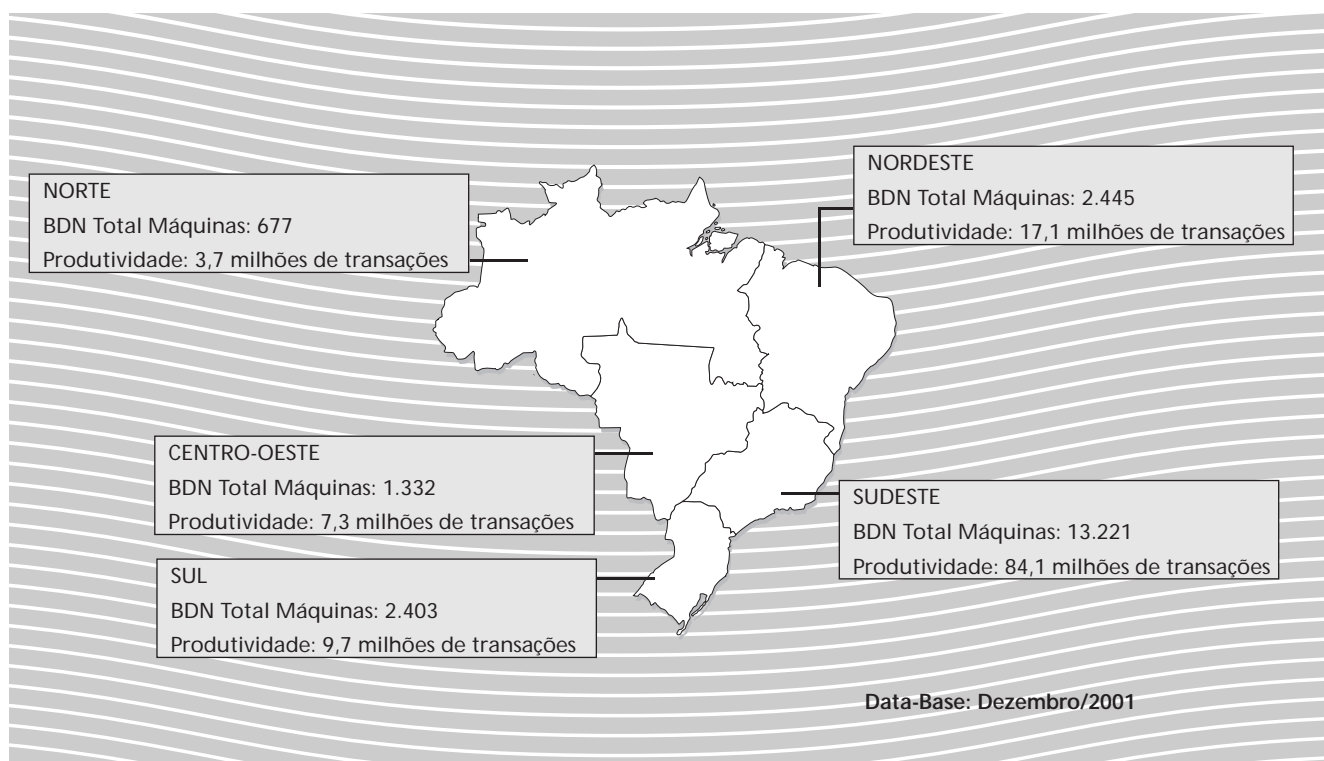 NORTE
BDN Total Máquinas: 677
Produtividade: 3,7 milhões de transações
NORDESTE
BDN Total Máquinas: 2.445
Produtividade: 17,1 milhões de transações
CENTRO-OESTE
BDN Total Máquinas: 1.332
Produtividade: 7,3 milhões de transações
SUDESTE
BDN Total Máquinas: 13.221
Produtividade: 84,1 milhões de transações
SUL
BDN Total Máquinas: 2.403
Produtividade: 9,7 milhões de transações
Data-Base: Dezembro/2001